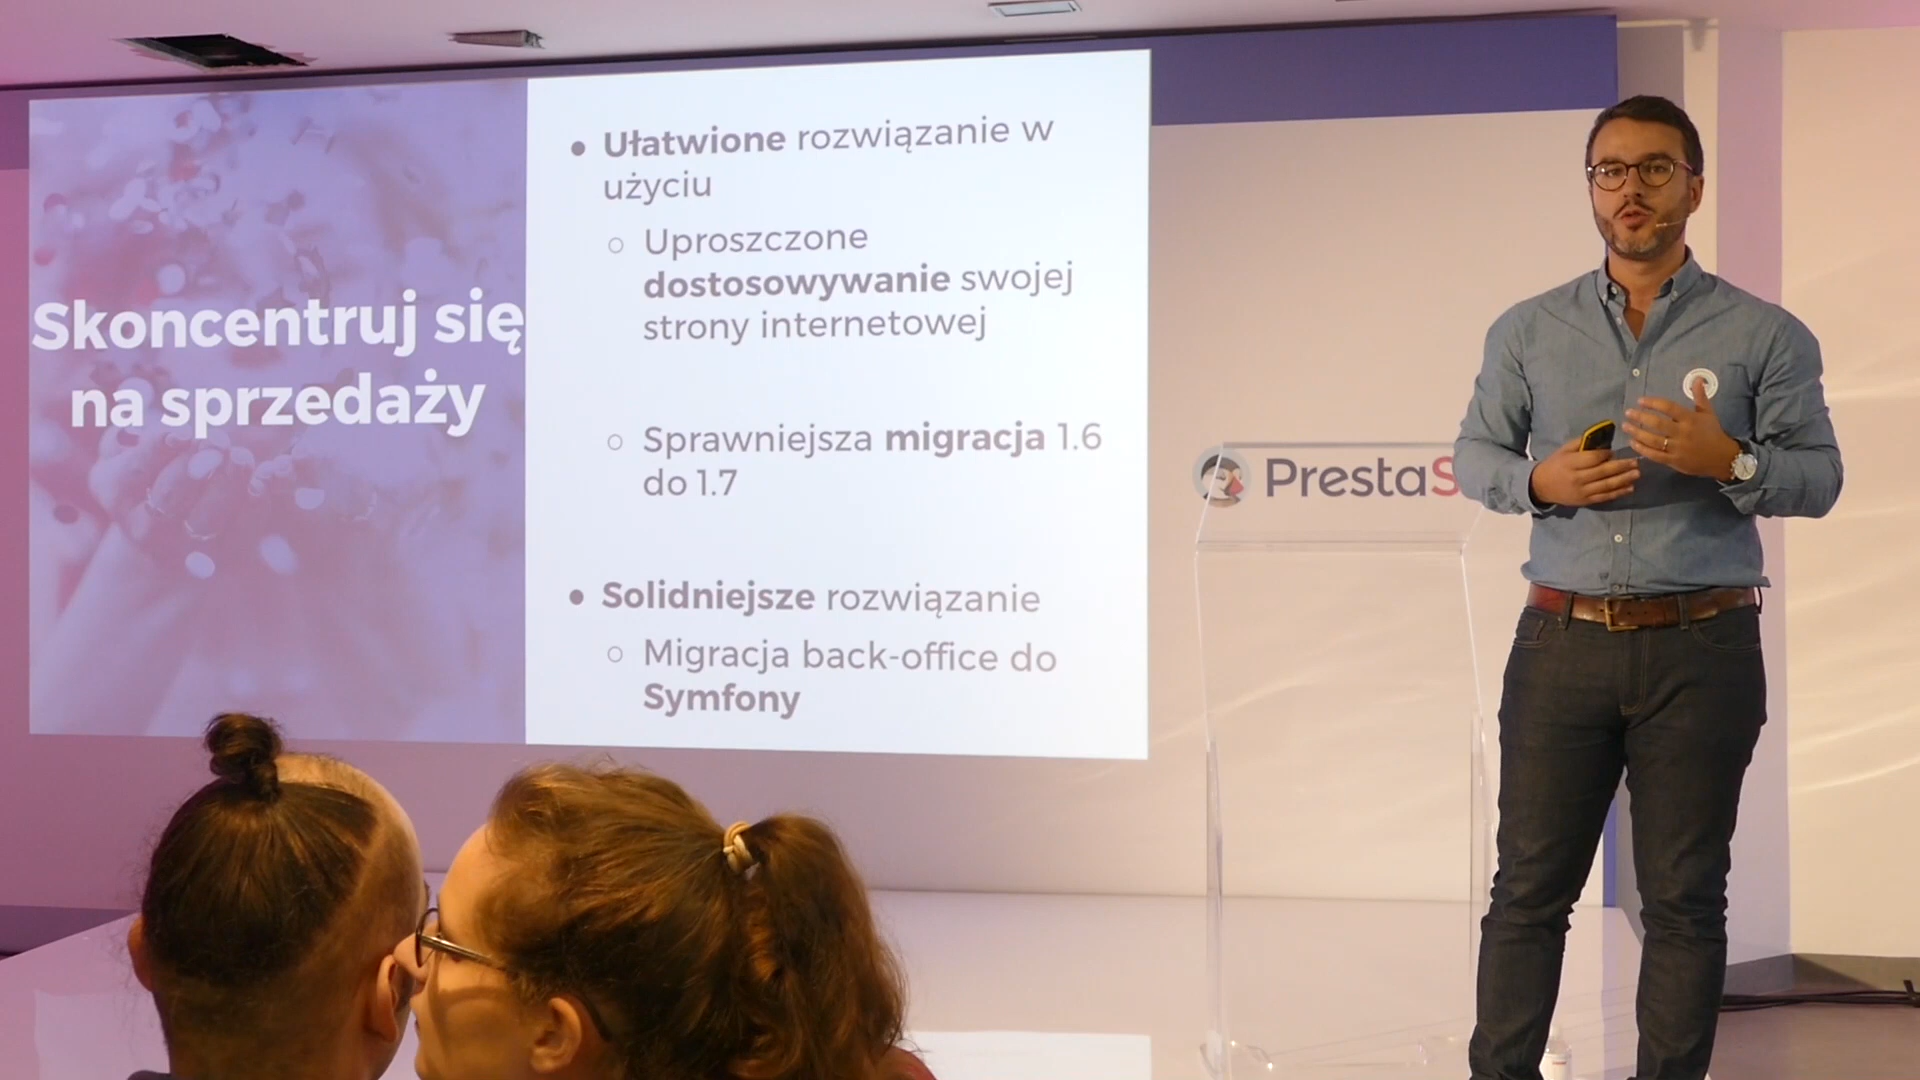 Skoncentruj się
na sprzedaży
● Ułatwione rozwiązanie w
użyciu
○ Uproszczone
dostosowywanie swojej
strony internetowej
○ Sprawniejsza migracja 1.6
do 1.7
● Solidniejsze rozwiązanie
○ Migracja back-office do
Symfony
PrestaS